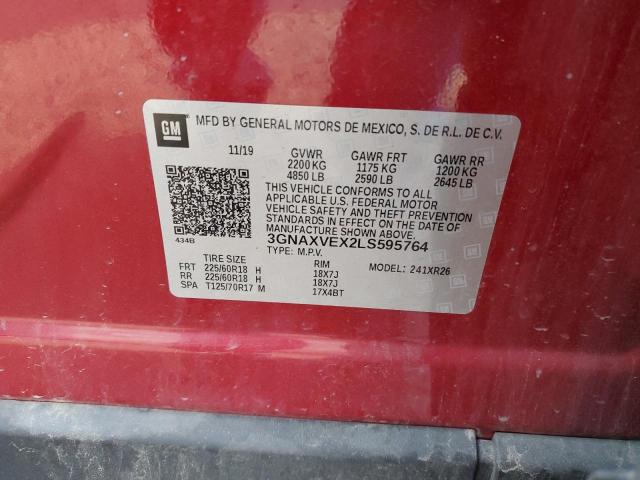 GM
MFD BY GENERAL MOTORS DE MEXICO, S. DE R.L. DE C.V.
11/19 GVWR GAWR FRT GAWR RR
2200 KG 1175 KG 1200 KG
4850 LB 2590 LB 2645 LB
THIS VEHICLE CONFORMS TO ALL
APPLICABLE U.S. FEDERAL MOTOR
VEHICLE SAFETY AND THEFT PREVENTION
STANDARDS IN EFFECT ON THE DATE OF
MANUFACTURE SHOWN ABOVE.
434B 3GNAXVEX2LS595764
TYPE: M.P.V.
TIRE SIZE RIM MODEL: 241XR26
FRT 225/60R18 H 18X7J
RR 225/60R18 H 18X7J
SPA T125/70R17 M 17X4BT